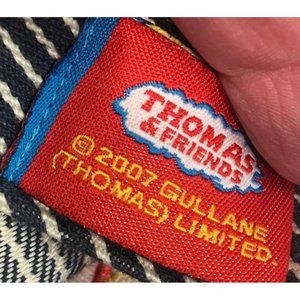 THOMAS
& FRIENDS
© 2007 GULLANE
(THOMAS) LIMITED.